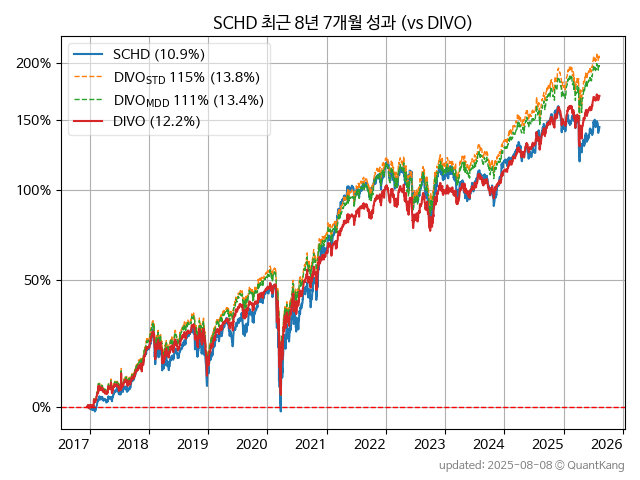 SCHD 최근 8년 7개월 성과 (vs DIVO)
SCHD (10.9%)
DIVO_STD 115% (13.8%)
DIVO_MDD 111% (13.4%)
DIVO (12.2%)
200%
150%
100%
50%
0%
2017 2018 2019 2020 2021 2022 2023 2024 2025 2026
updated: 2025-08-08 © QuantKang